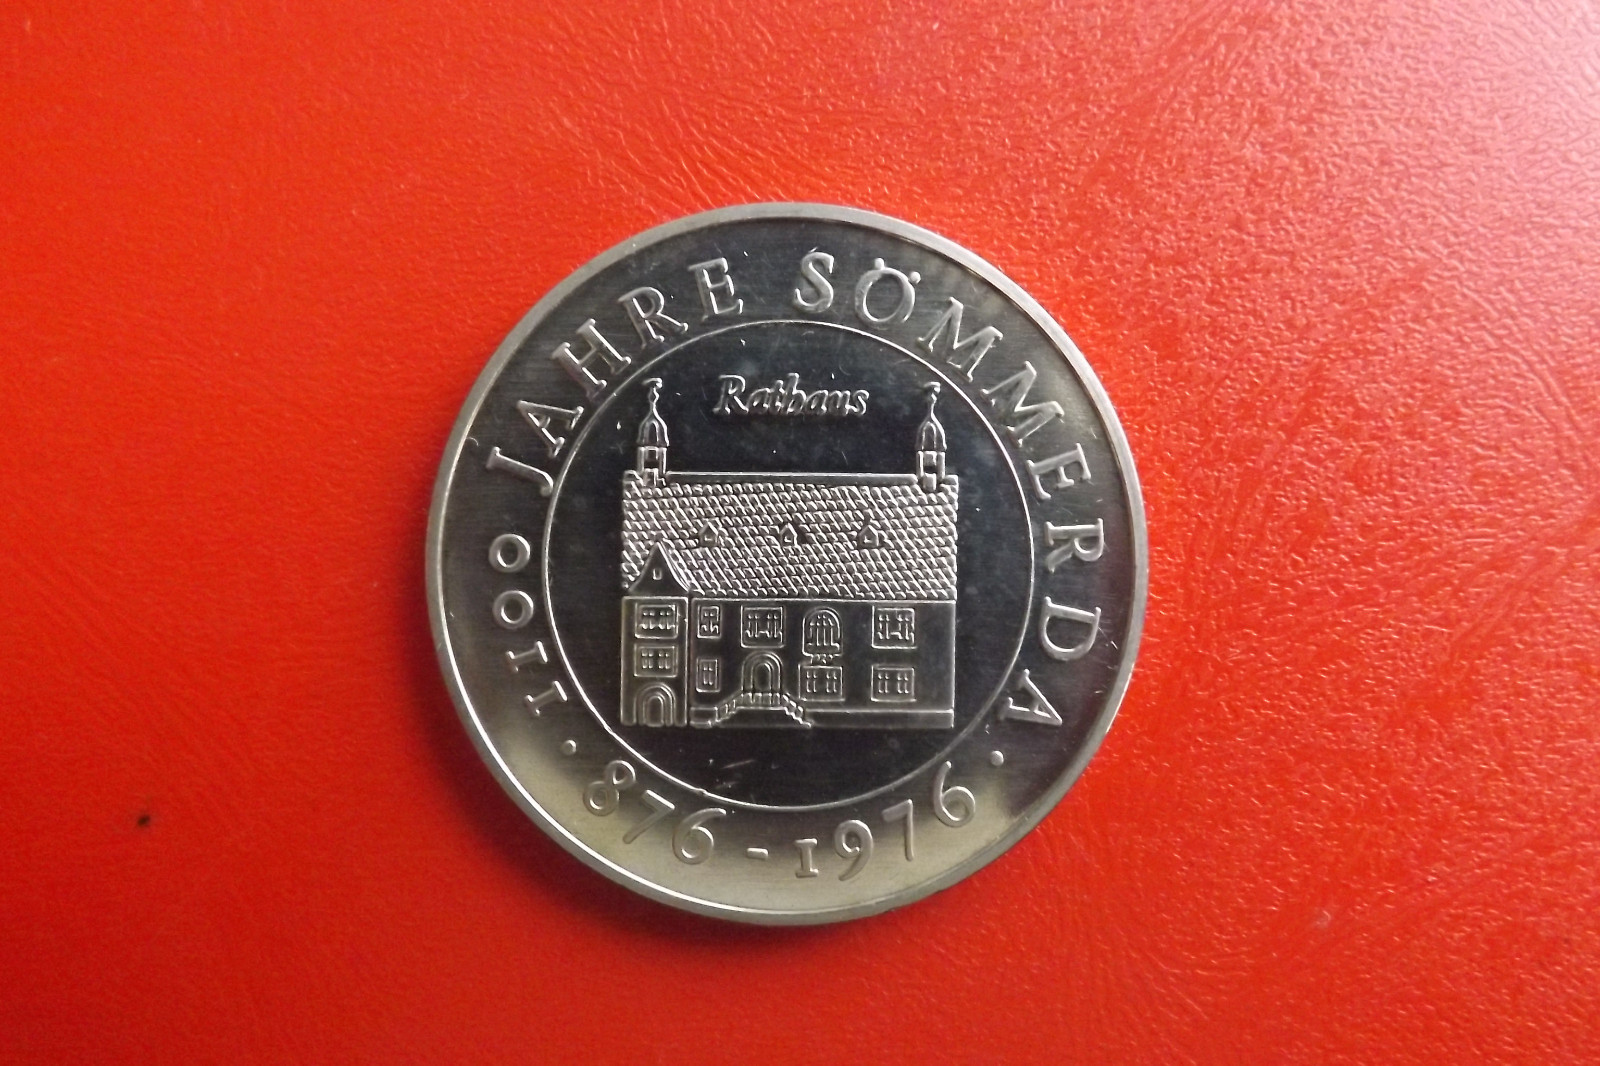 1100 JAHRE SÖMMERDA
· 876 - 1976 ·
Rathaus